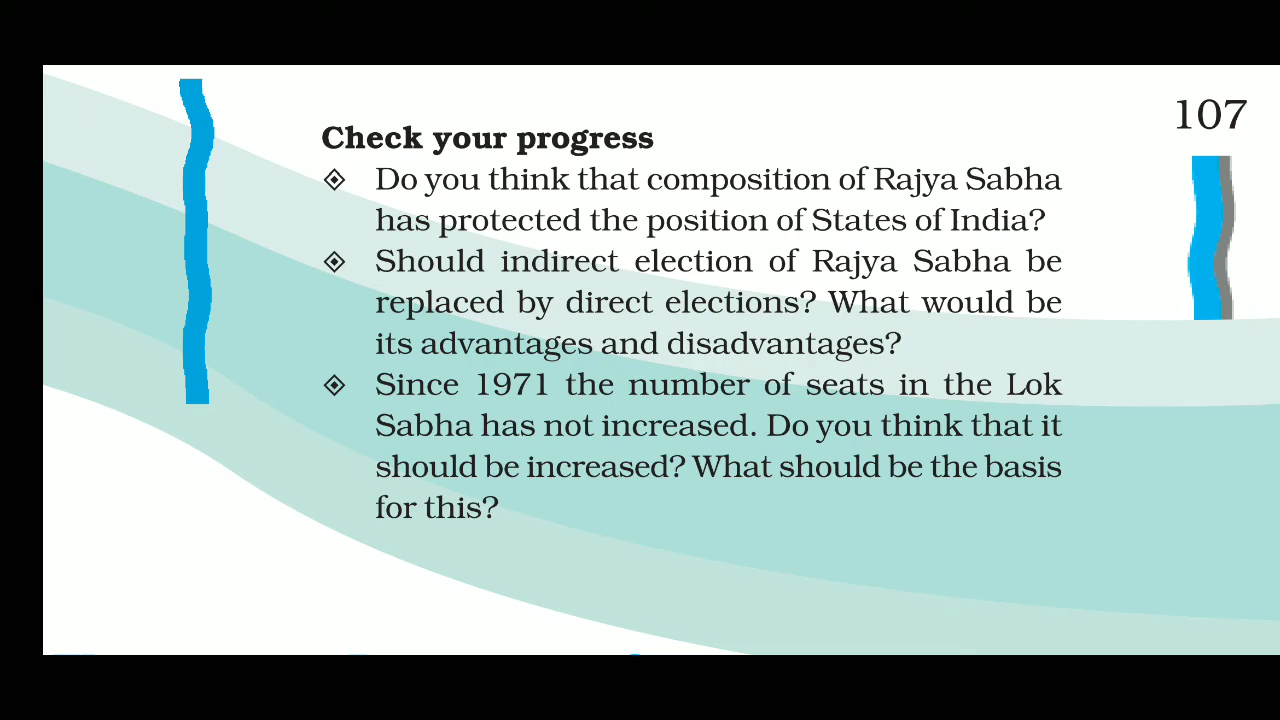 107
Check your progress
Do you think that composition of Rajya Sabha
has protected the position of States of India?
Should indirect election of Rajya Sabha be
replaced by direct elections? What would be
its advantages and disadvantages?
Since 1971 the number of seats in the Lok
Sabha has not increased. Do you think that it
should be increased? What should be the basis
for this?